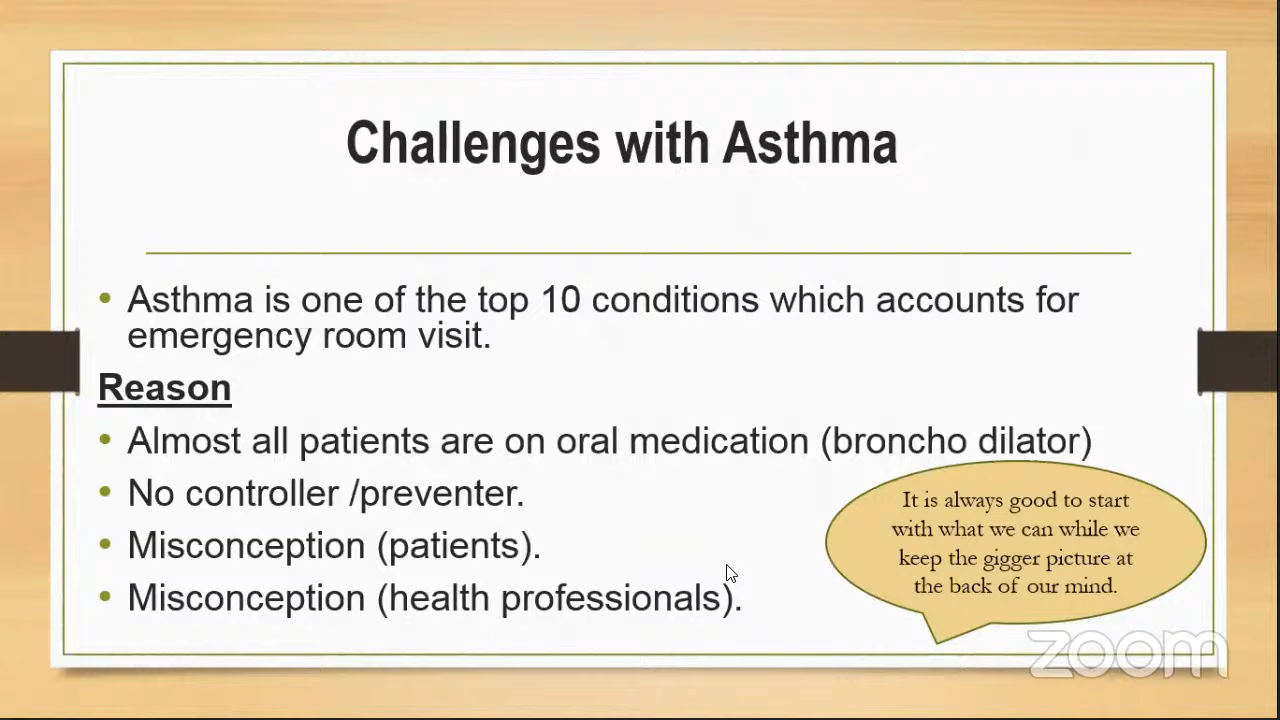 Challenges with Asthma
• Asthma is one of the top 10 conditions which accounts for
emergency room visit.
Reason
• Almost all patients are on oral medication (broncho dilator)
• No controller /preventer.
• Misconception (patients).
• Misconception (health professionals).
It is always good to start
with what we can while we
keep the gigger picture at
the back of our mind.
zoom